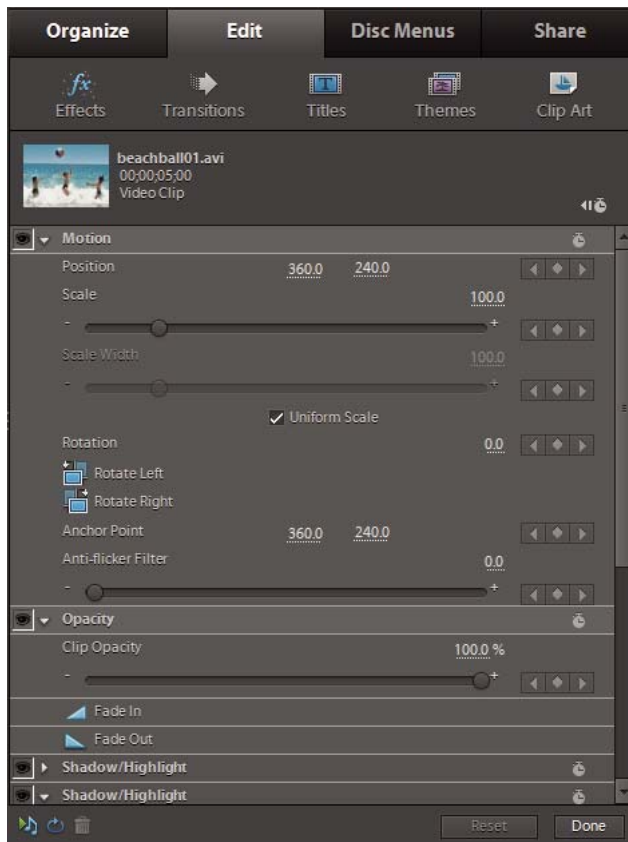 Organize Edit Disc Menus Share
fx T
Effects Transitions Titles Themes Clip Art
beachball01.avi
00;00;05;00
Video Clip
Motion
Position 360.0 240.0
Scale 100.0
- +
Scale Width 100.0
- +
Uniform Scale
Rotation 0.0
Rotate Left
Rotate Right
Anchor Point 360.0 240.0
Anti-flicker Filter 0.0
- +
Opacity
Clip Opacity 100.0 %
- +
Fade In
Fade Out
Shadow/Highlight
Shadow/Highlight
Reset Done